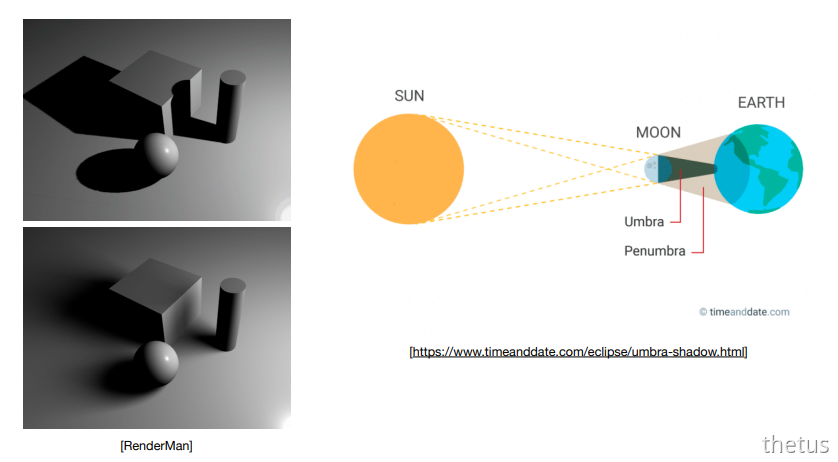 SUN
EARTH
MOON
Umbra
Penumbra
© timeanddate.com
[https://www.timeanddate.com/eclipse/umbra-shadow.html]
[RenderMan]
thetus